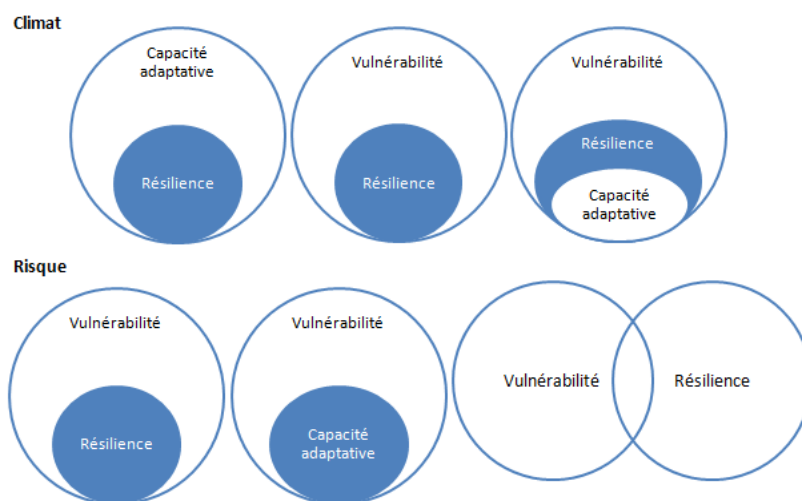 Climat
Capacité
adaptative
Résilience
Vulnérabilité
Résilience
Vulnérabilité
Résilience
Capacité
adaptative
Risque
Vulnérabilité
Résilience
Vulnérabilité
Capacité
adaptative
Vulnérabilité
Résilience